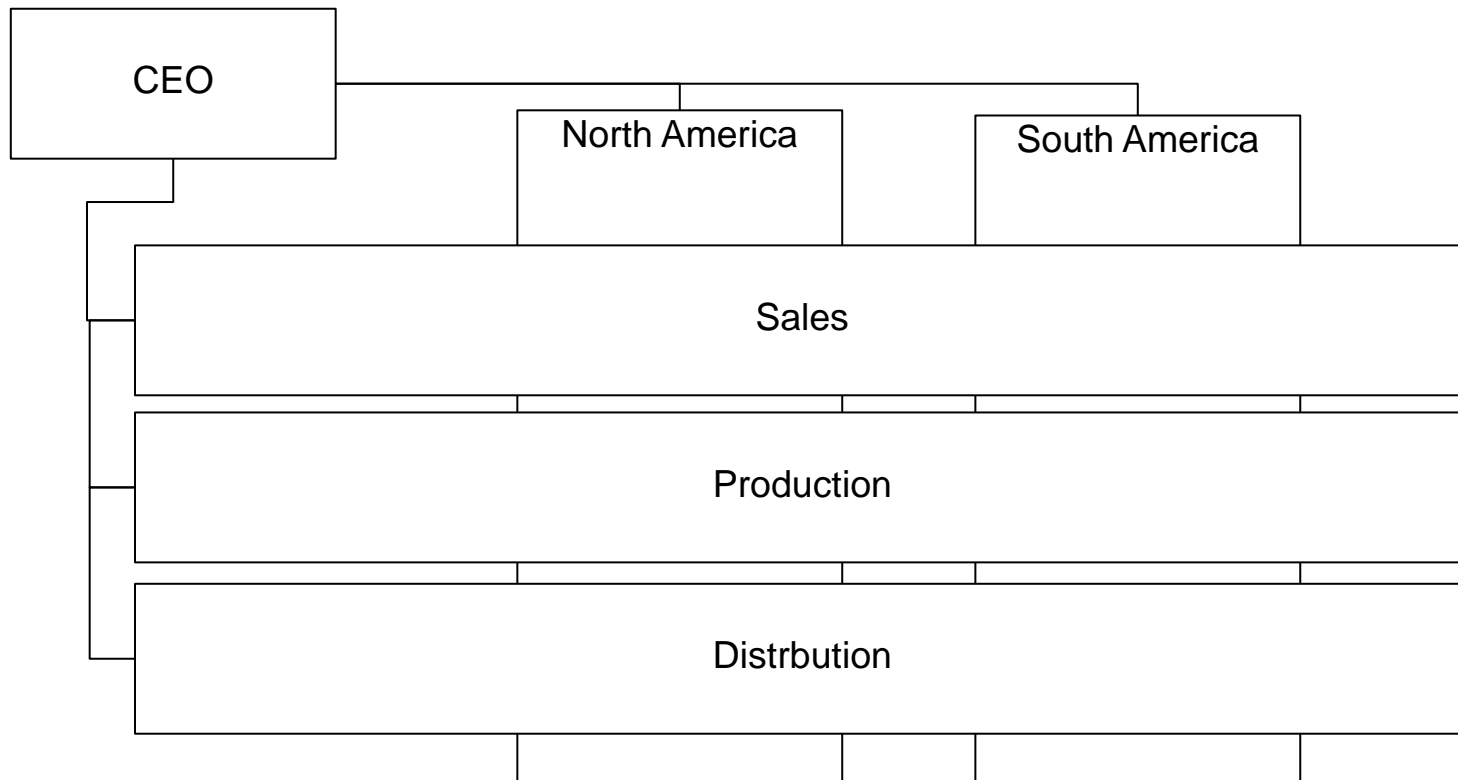 CEO
North America
South America
Sales
Production
Distrbution